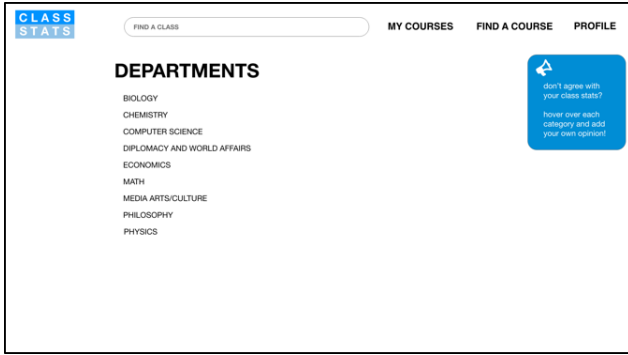 CLASS
STATS
FIND A CLASS
MY COURSES
FIND A COURSE
PROFILE
DEPARTMENTS
BIOLOGY
CHEMISTRY
COMPUTER SCIENCE
DIPLOMACY AND WORLD AFFAIRS
ECONOMICS
MATH
MEDIA ARTS/CULTURE
PHILOSOPHY
PHYSICS
don't agree with
your class stats?
hover over each
category and add
your own opinion!